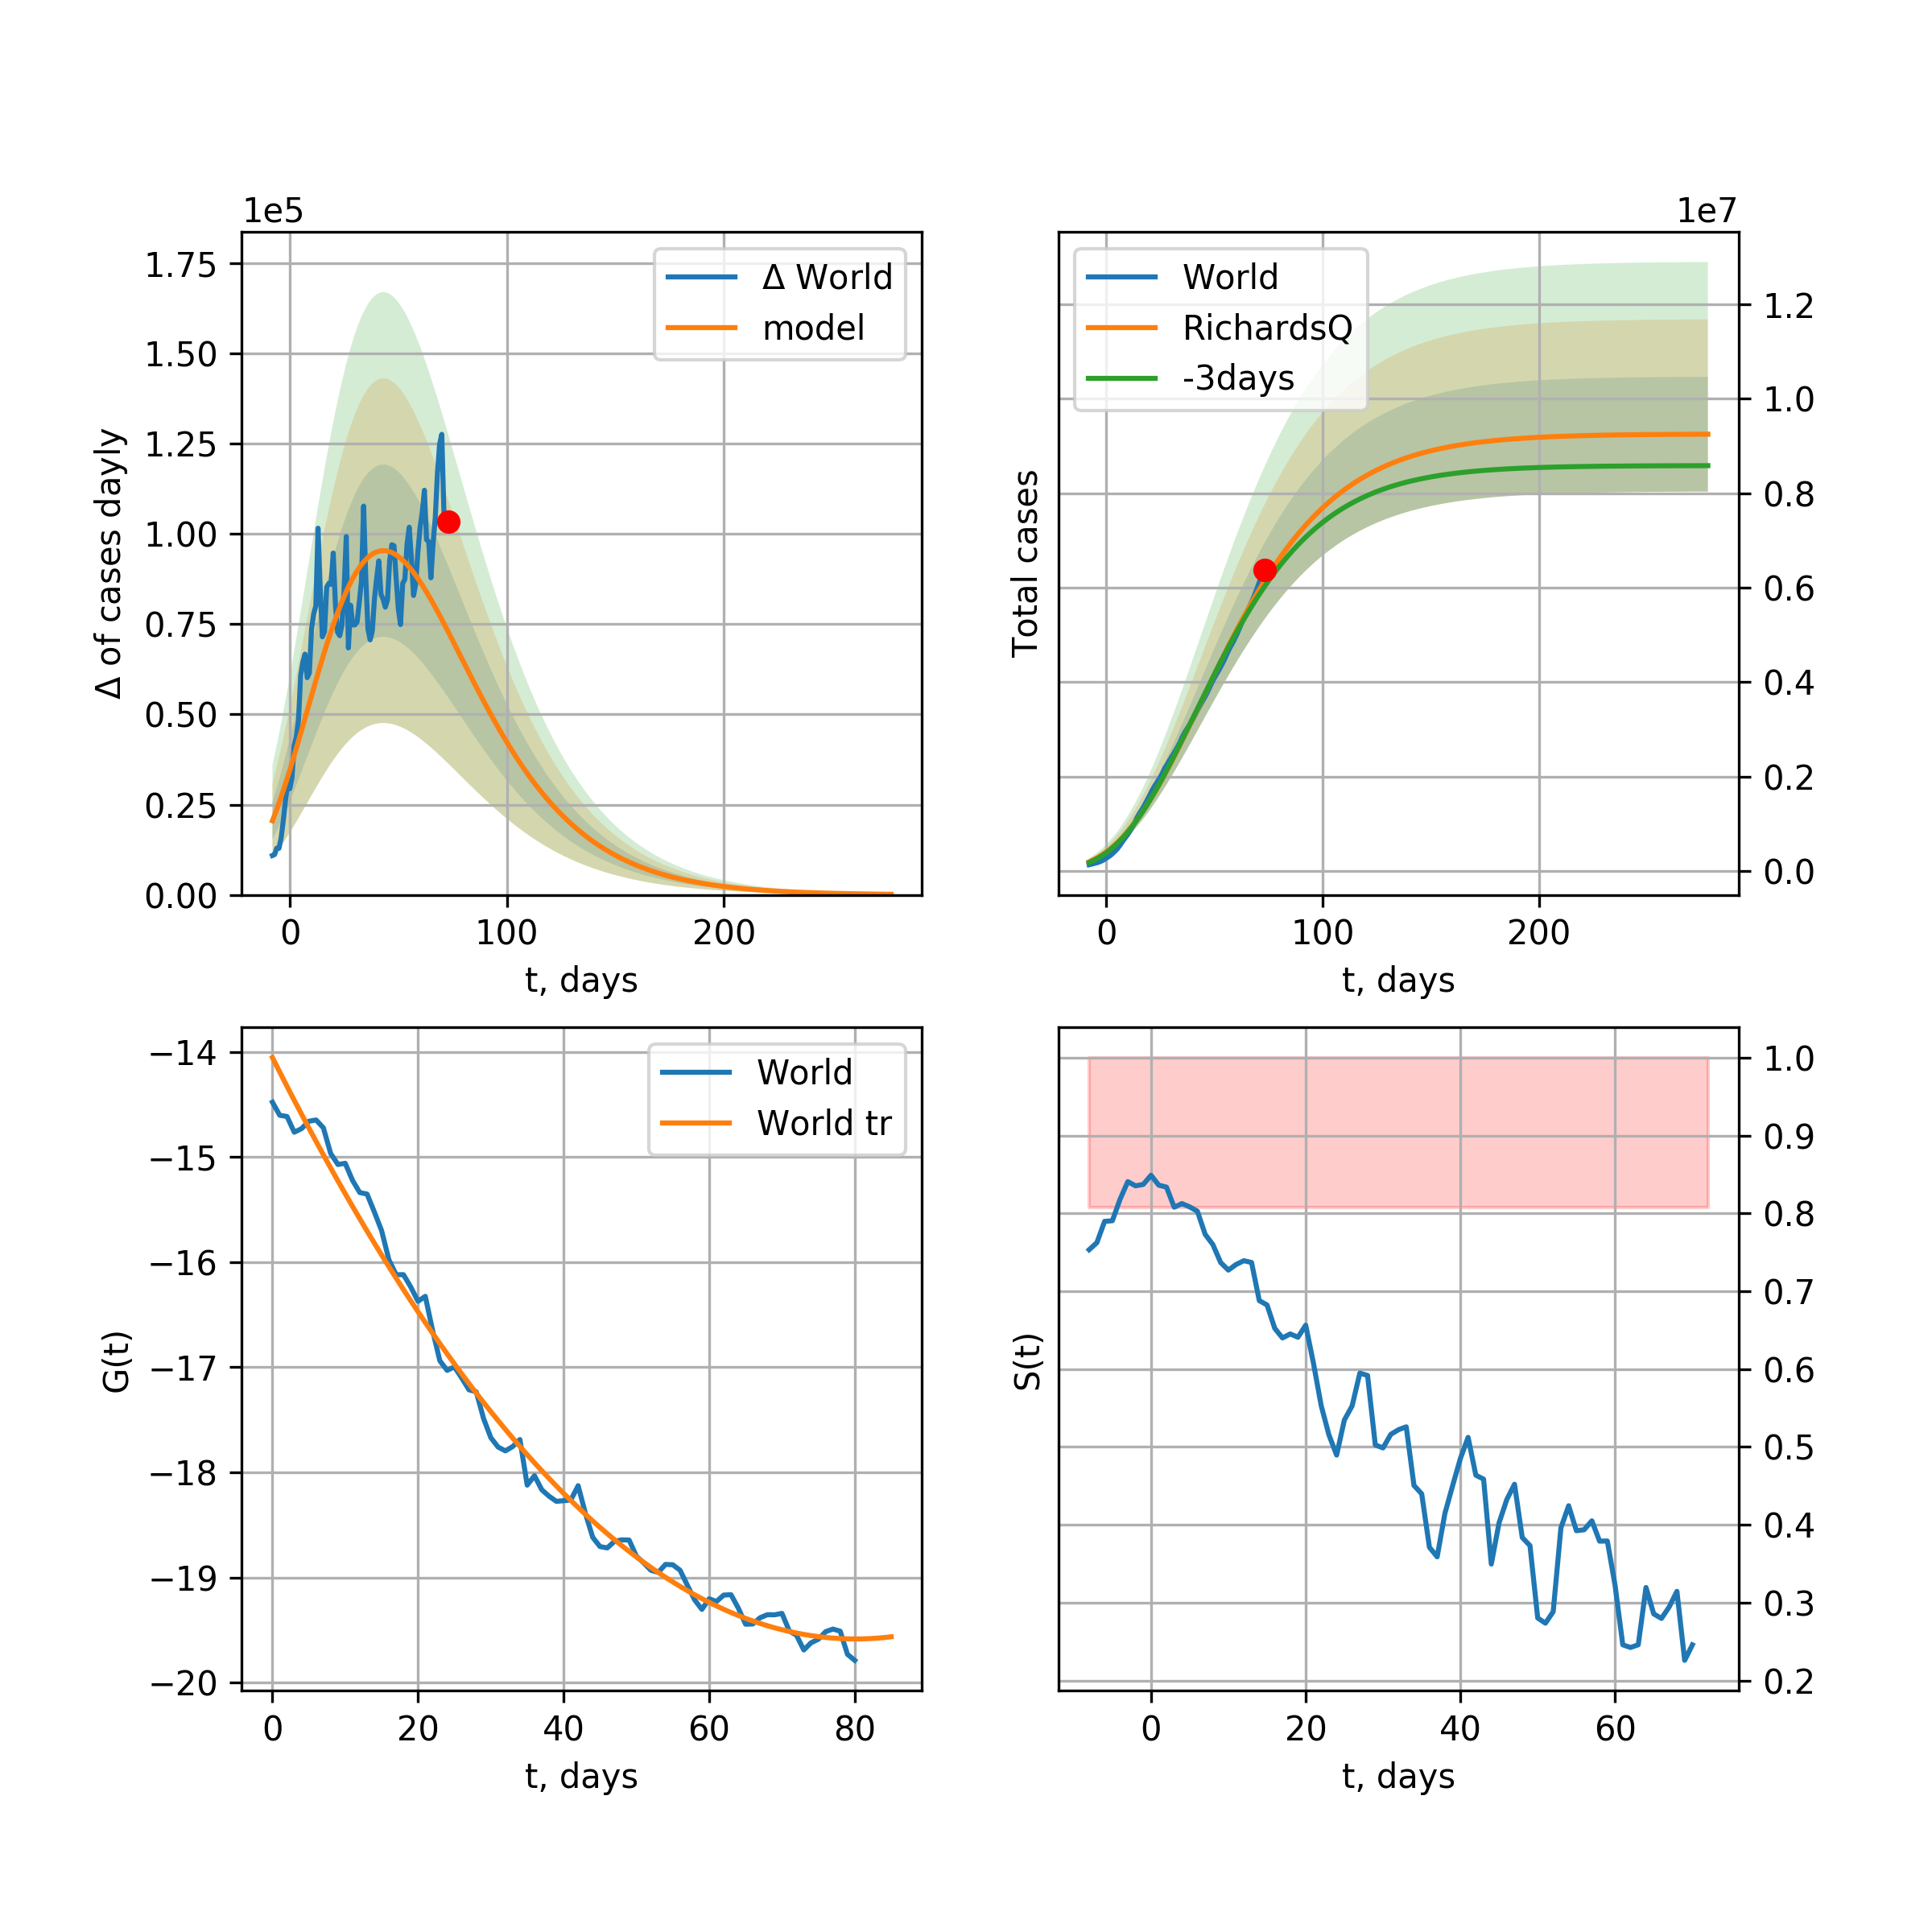 1e5
1.75
1.50
1.25
1.00
0.75
0.50
0.25
0.00
Δ of cases dayly
0 100 200
t, days
Δ World
model
1e7
1.2
1.0
0.8
0.6
0.4
0.2
0.0
Total cases
0 100 200
t, days
World
RichardsQ
-3days
−14
−15
−16
−17
−18
−19
−20
G(t)
0 20 40 60 80
t, days
World
World tr
1.0
0.9
0.8
0.7
0.6
0.5
0.4
0.3
0.2
S(t)
0 20 40 60
t, days